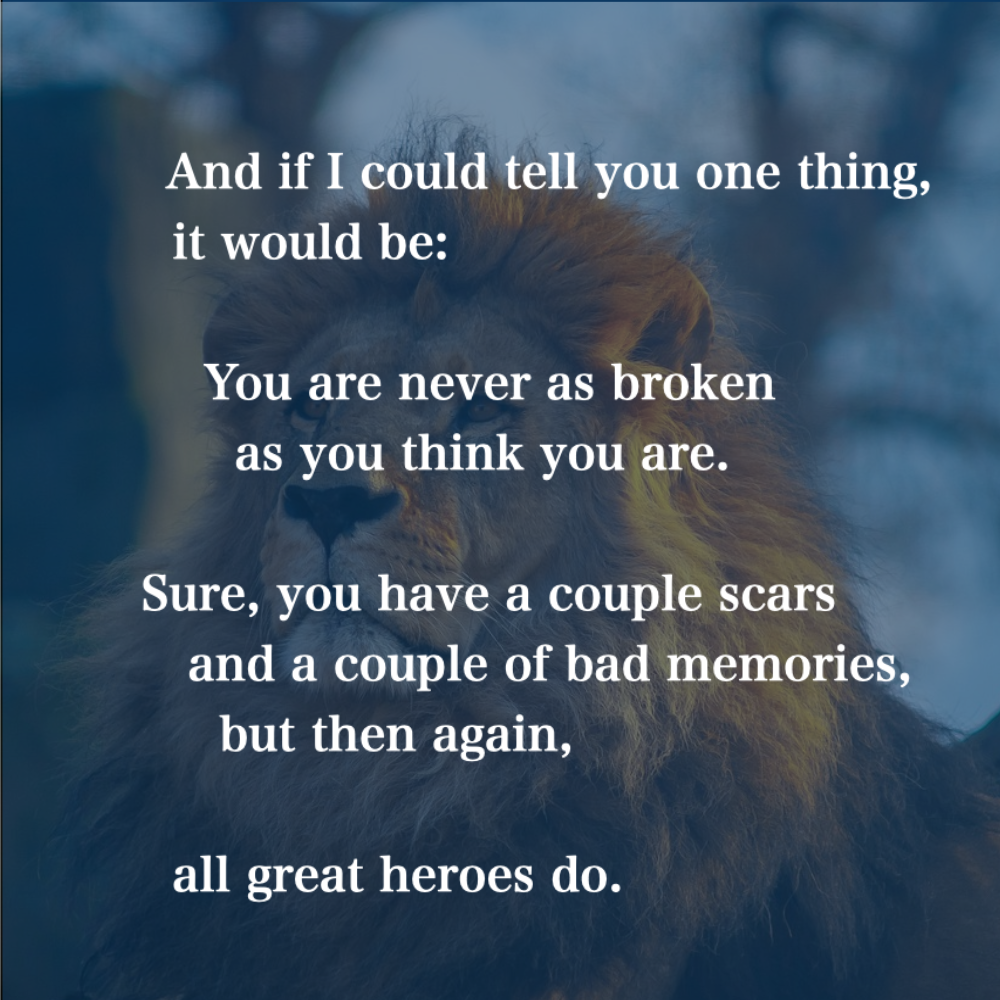 And if I could tell you one thing,
it would be:
You are never as broken
as you think you are.
Sure, you have a couple scars
and a couple of bad memories,
but then again,
all great heroes do.